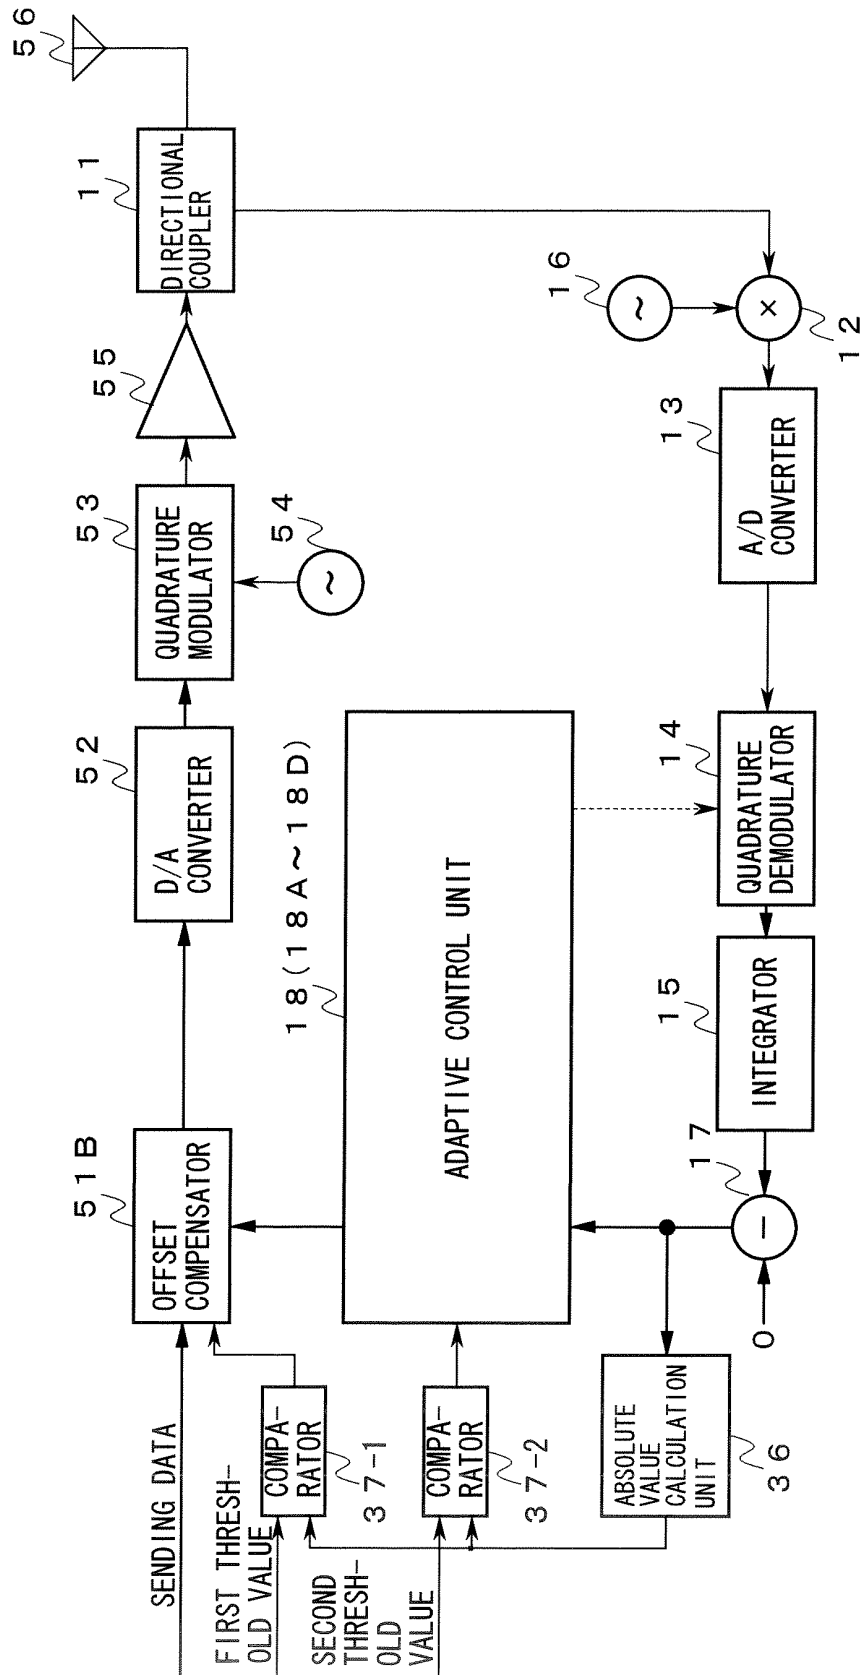 SENDING DATA
FIRST THRESH-
OLD VALUE
SECOND
THRESH-
OLD
VALUE
51B
OFFSET
COMPENSATOR
52
D/A
CONVERTER
53
QUADRATURE
MODULATOR
54
~
55
11
DIRECTIONAL
COUPLER
56
COMPA-
RATOR
37-1
COMPA-
RATOR
37-2
18(18A~18D)
ADAPTIVE CONTROL UNIT
ABSOLUTE
VALUE
CALCULATION
UNIT
36
0
−
17
15
INTEGRATOR
14
QUADRATURE
DEMODULATOR
13
A/D
CONVERTER
16
~
×
12